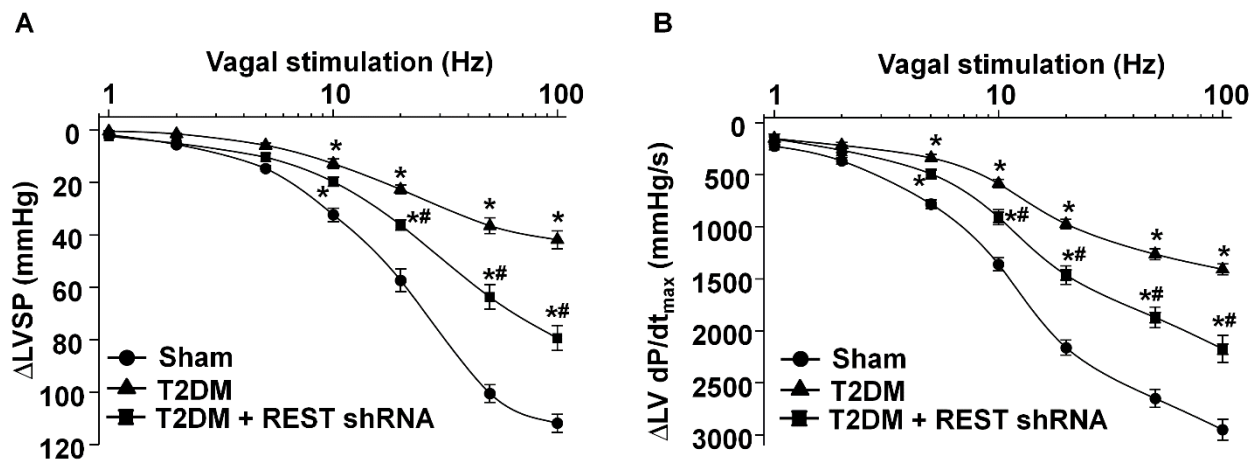 A
Vagal stimulation (Hz)
1 10 100
0
20
40
60
80
100
120
ΔLVSP (mmHg)
* * * *
* *# *# *#
Sham
T2DM
T2DM + REST shRNA
B
Vagal stimulation (Hz)
1 10 100
0
500
1000
1500
2000
2500
3000
ΔLV dP/dtmax (mmHg/s)
* * * * *
* *# *# *# *#
Sham
T2DM
T2DM + REST shRNA